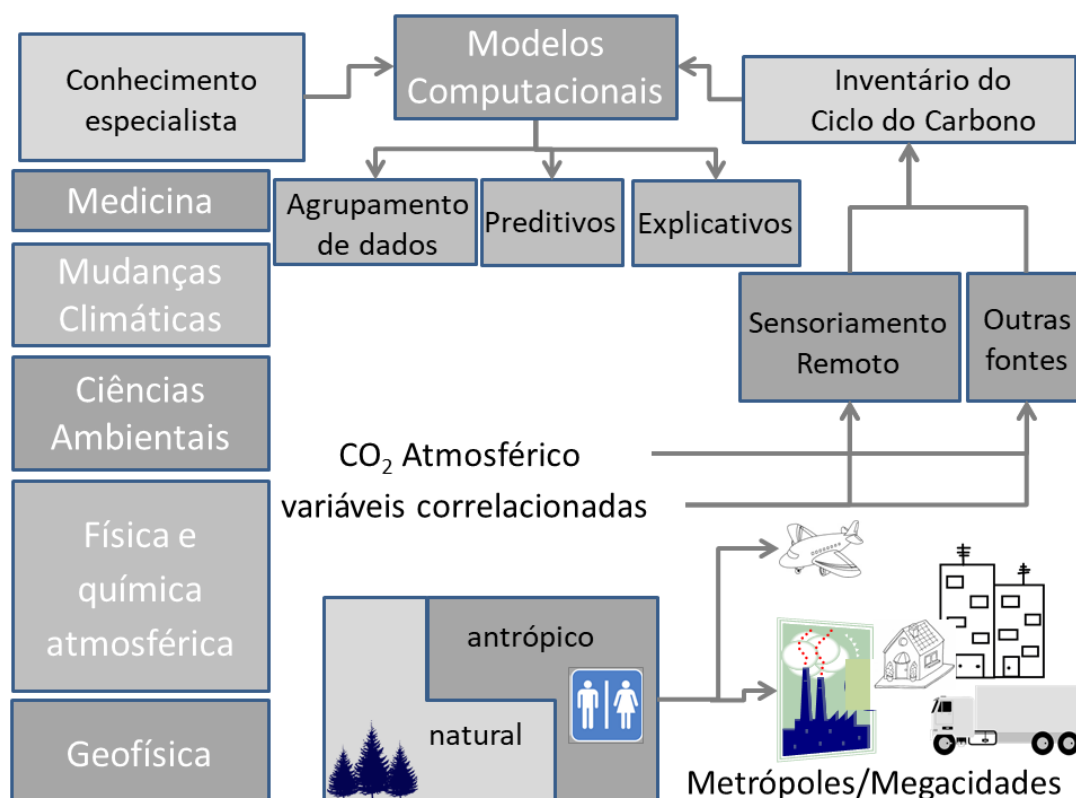 Modelos
Computacionais
Conhecimento
especialista
Inventário do
Ciclo do Carbono
Medicina
Agrupamento
de dados
Preditivos
Explicativos
Mudanças
Climáticas
Sensoriamento
Remoto
Outras
fontes
Ciências
Ambientais
CO₂ Atmosférico
variáveis correlacionadas
Física e
química
atmosférica
antrópico
natural
Geofísica
Metrópoles/Megacidades